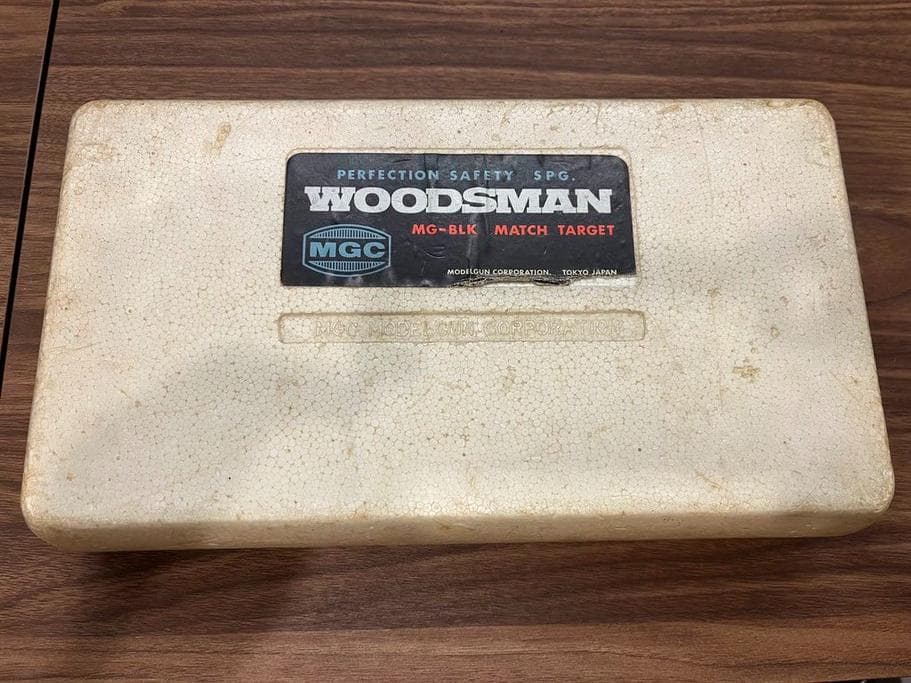 PERFECTION SAFETY SPG.
WOODSMAN
MG-BLK MATCH TARGET
MGC
MODELGUN CORPORATION. TOKYO JAPAN
MGC MODELGUN CORPORATION